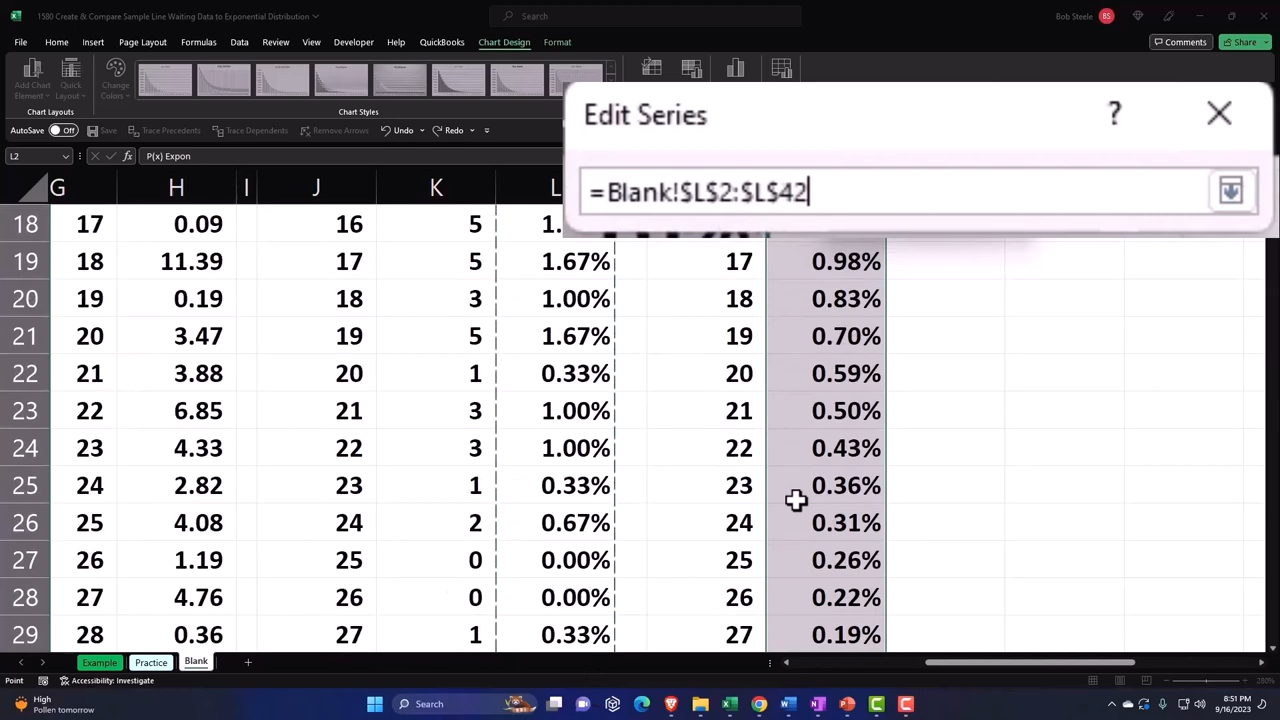 1580 Create & Compare Sample Line Waiting Data to Exponential Distribution
Search
Bob Steele BS
File Home Insert Page Layout Formulas Data Review View Developer Help QuickBooks Chart Design Format
Comments Share
Add Chart Element Quick Layout Change Colors
Chart Layouts Chart Styles
AutoSave Off Save Trace Precedents Trace Dependents Remove Arrows Undo Redo
L2 fx P(x) Expon
Edit Series ?
=Blank!$L$2:$L$42
G H J K L
18 17 0.09 16 5
19 18 11.39 17 5 1.67% 17 0.98%
20 19 0.19 18 3 1.00% 18 0.83%
21 20 3.47 19 5 1.67% 19 0.70%
22 21 3.88 20 1 0.33% 20 0.59%
23 22 6.85 21 3 1.00% 21 0.50%
24 23 4.33 22 3 1.00% 22 0.43%
25 24 2.82 23 1 0.33% 23 0.36%
26 25 4.08 24 2 0.67% 24 0.31%
27 26 1.19 25 0 0.00% 25 0.26%
28 27 4.76 26 0 0.00% 26 0.22%
29 28 0.36 27 1 0.33% 27 0.19%
Example Practice Blank
Point Accessibility: Investigate 280%
High
Pollen tomorrow
Search
8:51 PM
9/16/2023